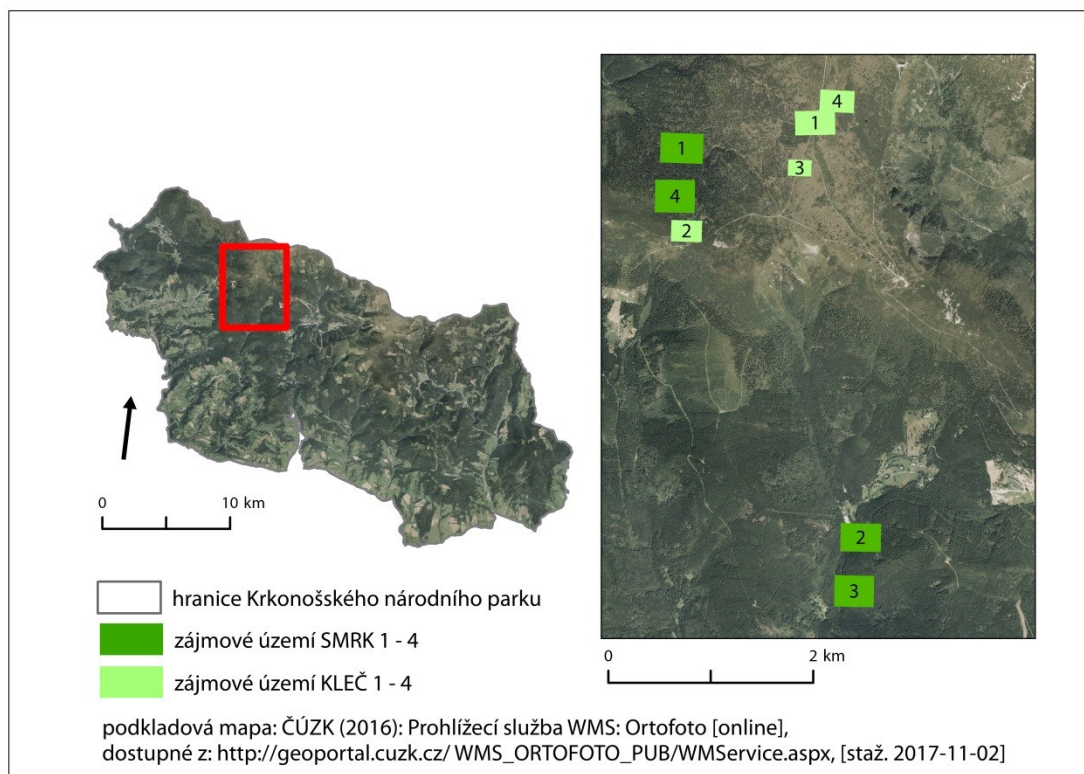 4
1
1
3
4
2
0 10 km
2
3
0 2 km
hranice Krkonošského národního parku
zájmové území SMRK 1 - 4
zájmové území KLEČ 1 - 4
podkladová mapa: ČÚZK (2016): Prohlížecí služba WMS: Ortofoto [online],
dostupné z: http://geoportal.cuzk.cz/ WMS_ORTOFOTO_PUB/WMService.aspx, [staž. 2017-11-02]